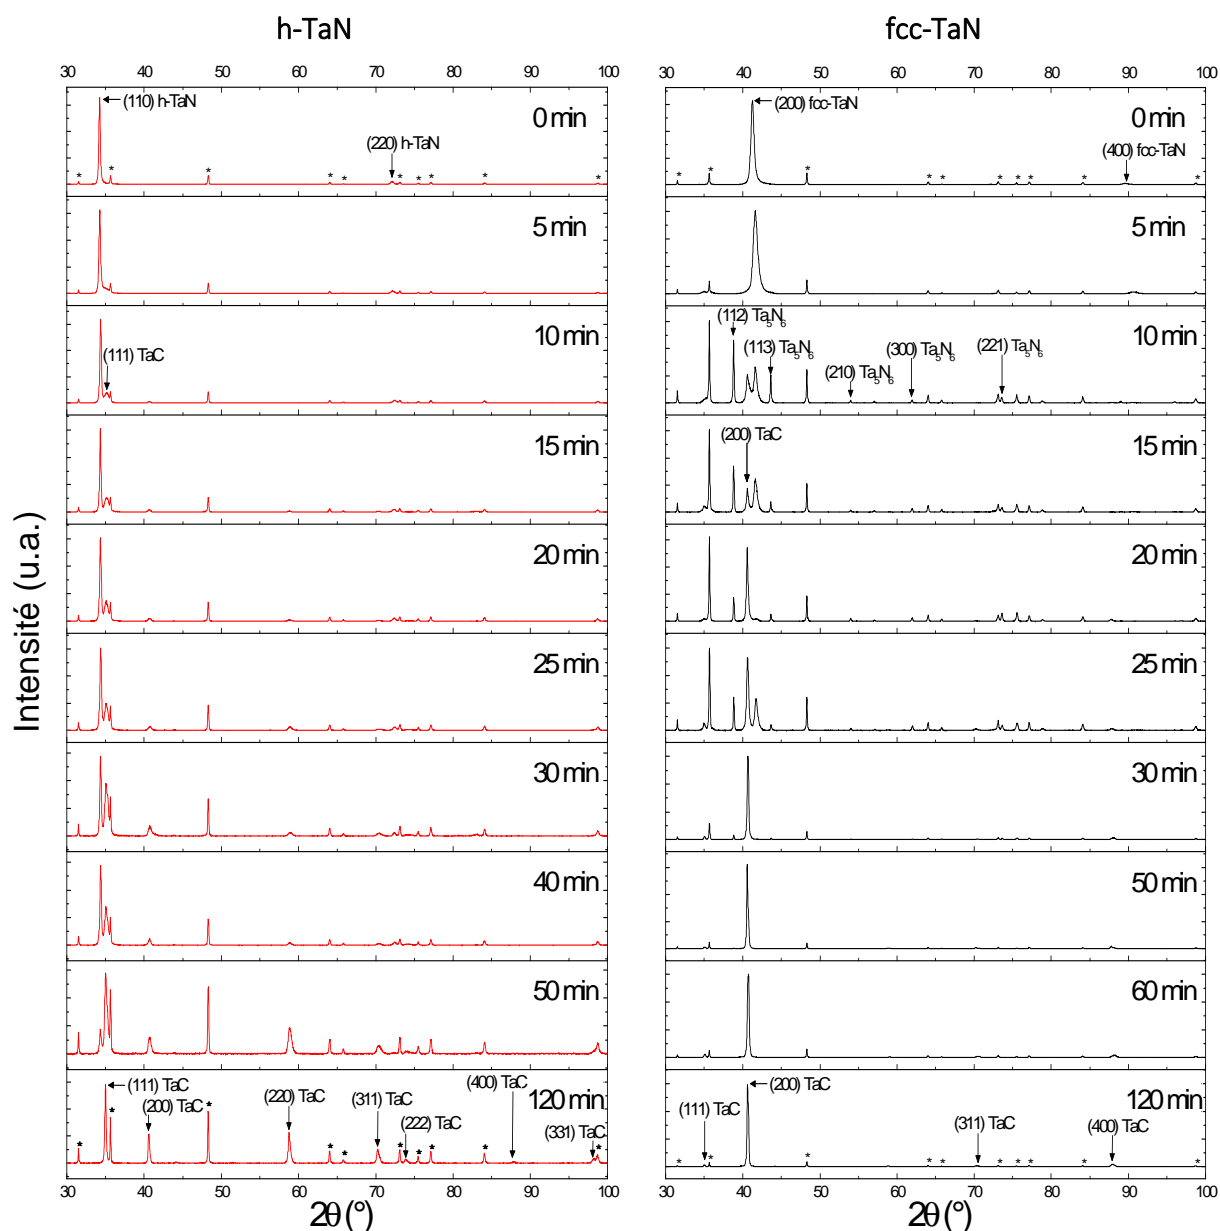 h-TaN
fcc-TaN
30 40 50 60 70 80 90 100
30 40 50 60 70 80 90 100
(110) h-TaN
0 min
(220) h-TaN
* * * * * * * * * *
(200) fcc-TaN
0 min
(400) fcc-TaN
* * * * * * * * * *
5 min
5 min
10 min
(111) TaC
10 min
(112) Ta5N6
(113) Ta5N6
(210) Ta5N6
(300) Ta5N6
(221) Ta5N6
15 min
15 min
(200) TaC
20 min
20 min
25 min
25 min
30 min
30 min
40 min
50 min
50 min
60 min
(111) TaC
(200) TaC
(220) TaC
(311) TaC
(222) TaC
(400) TaC
(331) TaC
120 min
* * * * * * * * * *
(200) TaC
(111) TaC
(311) TaC
(400) TaC
120 min
* * * * * * * * * *
30 40 50 60 70 80 90 100
30 40 50 60 70 80 90 100
2θ (°)
2θ (°)
Intensité (u.a.)